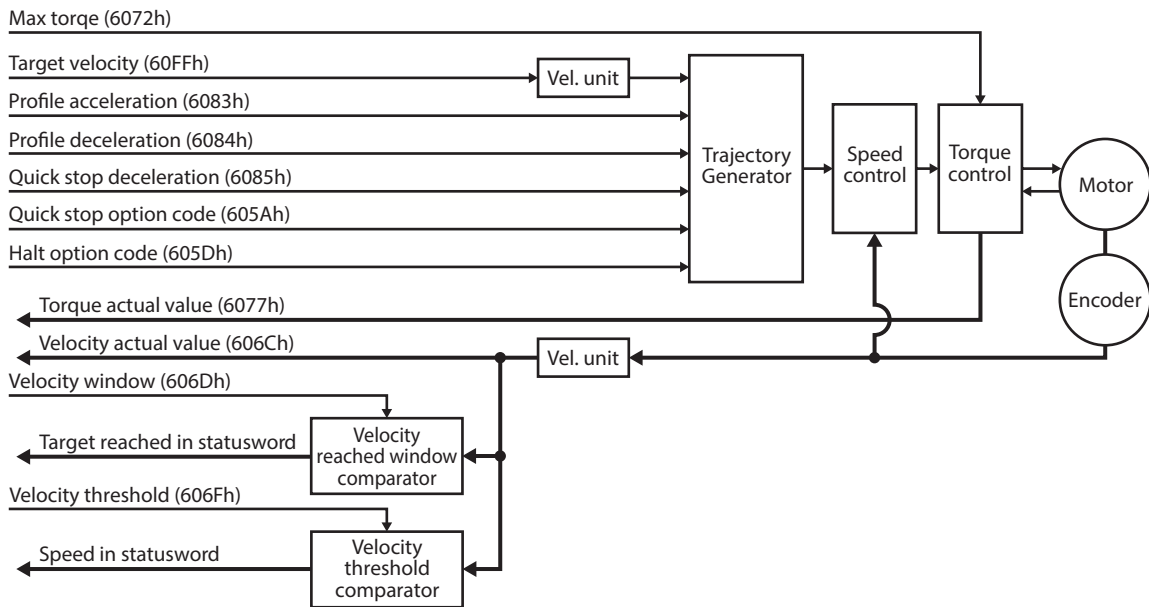 Max torqe (6072h)
Target velocity (60FFh)
Vel. unit
Profile acceleration (6083h)
Profile deceleration (6084h)
Quick stop deceleration (6085h)
Quick stop option code (605Ah)
Halt option code (605Dh)
Trajectory
Generator
Speed
control
Torque
control
Motor
Encoder
Torque actual value (6077h)
Velocity actual value (606Ch)
Vel. unit
Velocity window (606Dh)
Target reached in statusword
Velocity
reached window
comparator
Velocity threshold (606Fh)
Speed in statusword
Velocity
threshold
comparator